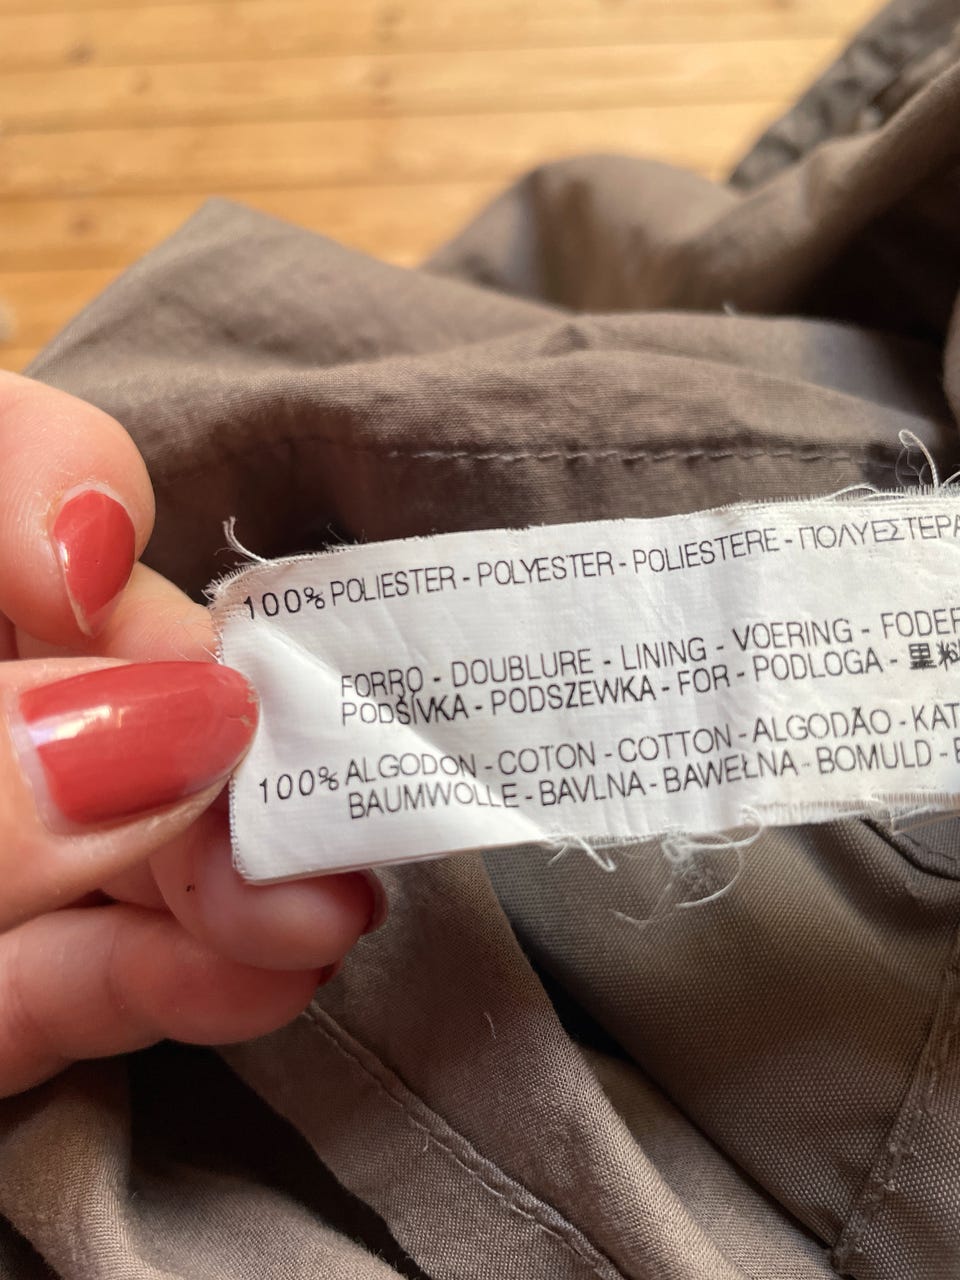 100% POLIESTER - POLYESTER - POLIESTERE - ΠΟΛΥΕΣΤΕΡΑ
FORRO - DOUBLURE - LINING - VOERING - FODER
PODŠÍVKA - PODSZEWKA - FOR - PODLOGA - 里料
100% ALGODON - COTON - COTTON - ALGODÃO - KAT
BAUMWOLLE - BAVLNA - BAWEŁNA - BOMULD -